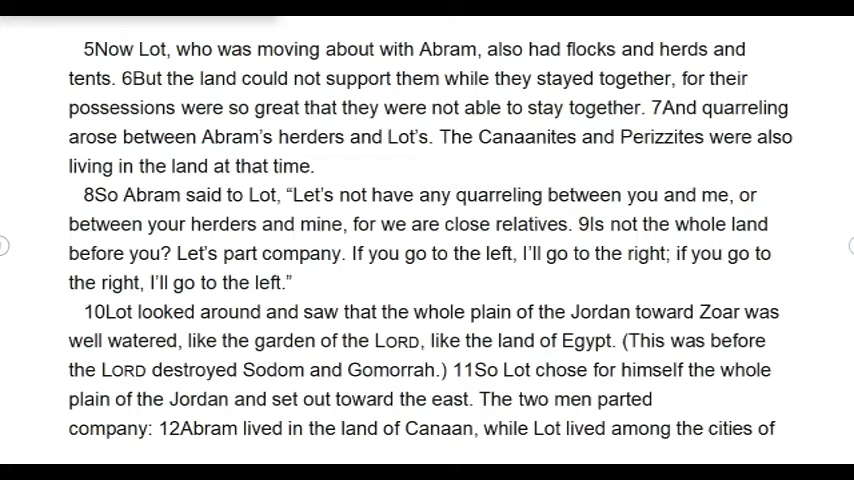 5Now Lot, who was moving about with Abram, also had flocks and herds and
tents. 6But the land could not support them while they stayed together, for their
possessions were so great that they were not able to stay together. 7And quarreling
arose between Abram’s herders and Lot’s. The Canaanites and Perizzites were also
living in the land at that time.
8So Abram said to Lot, “Let’s not have any quarreling between you and me, or
between your herders and mine, for we are close relatives. 9Is not the whole land
before you? Let’s part company. If you go to the left, I’ll go to the right; if you go to
the right, I’ll go to the left.”
10Lot looked around and saw that the whole plain of the Jordan toward Zoar was
well watered, like the garden of the LORD, like the land of Egypt. (This was before
the LORD destroyed Sodom and Gomorrah.) 11So Lot chose for himself the whole
plain of the Jordan and set out toward the east. The two men parted
company: 12Abram lived in the land of Canaan, while Lot lived among the cities of